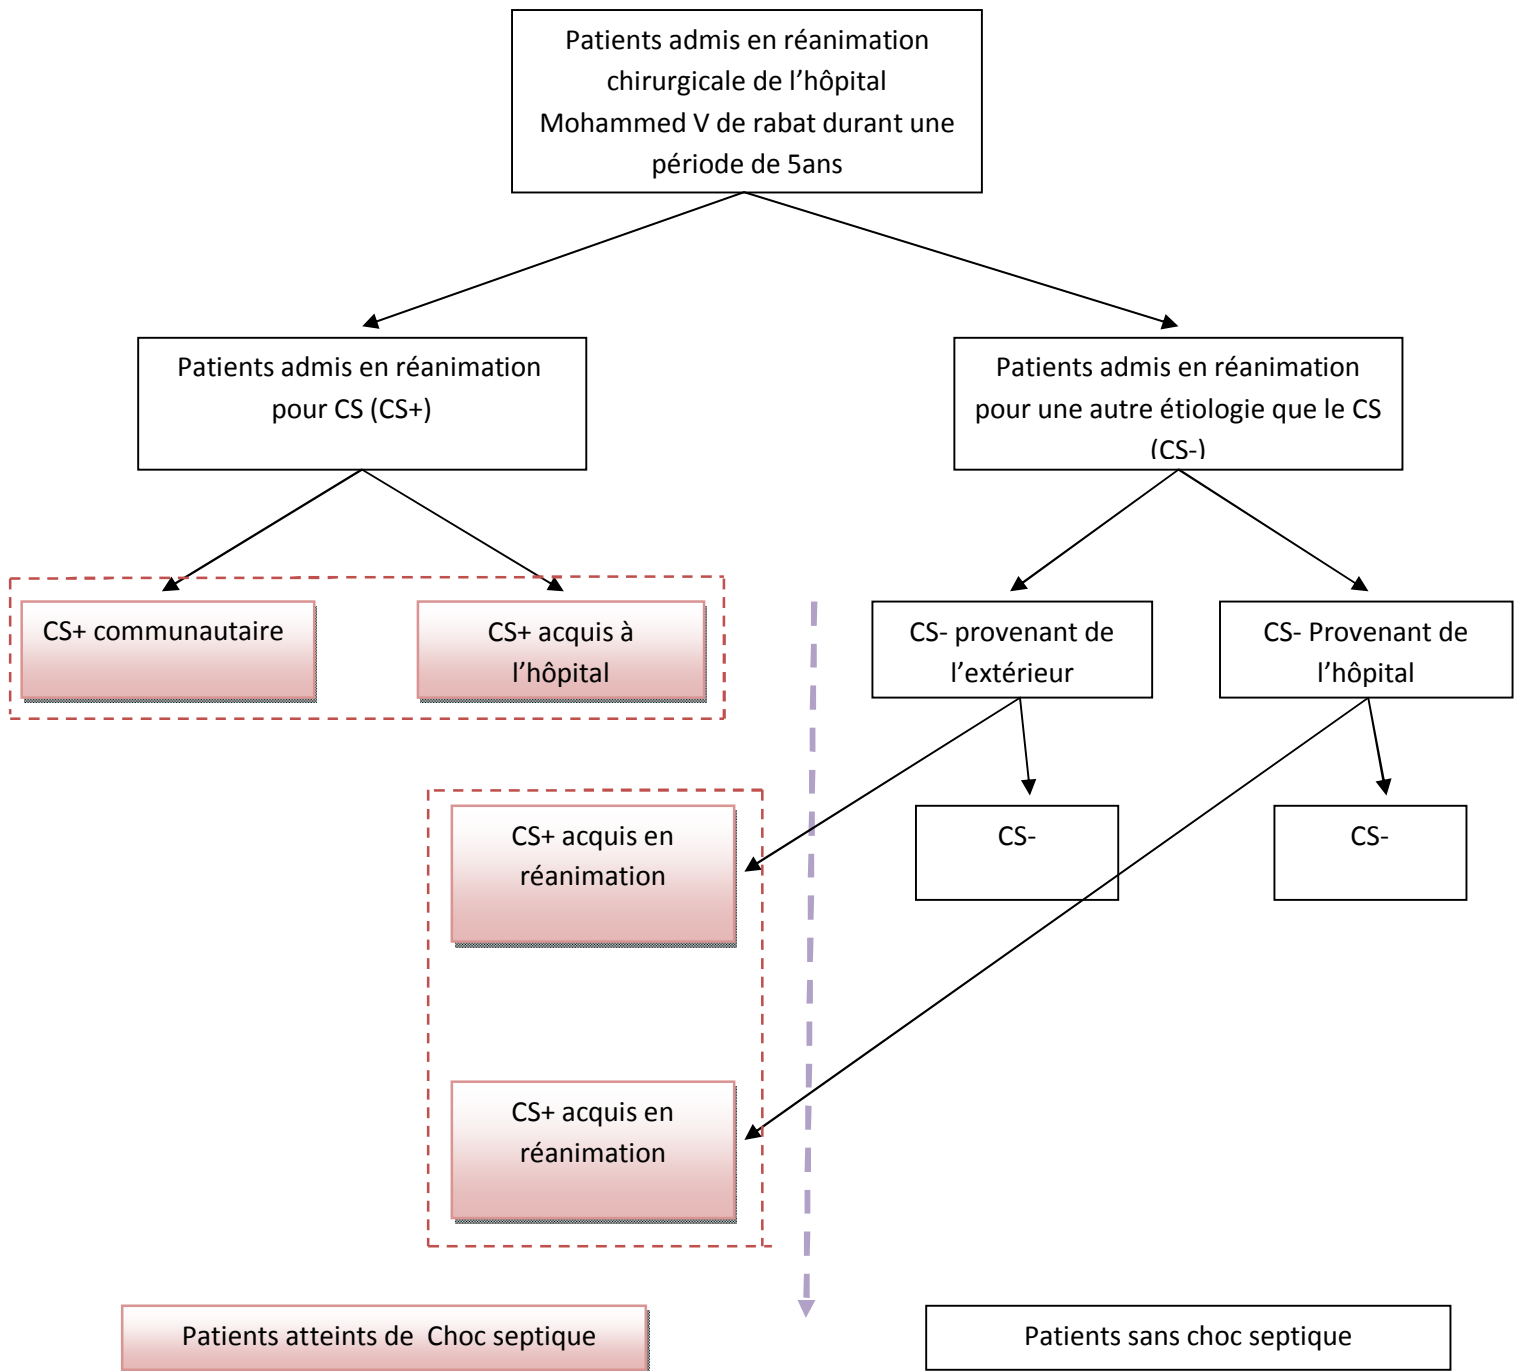 Patients admis en réanimation
chirurgicale de l’hôpital
Mohammed V de rabat durant une
période de 5ans
Patients admis en réanimation
pour CS (CS+)
Patients admis en réanimation
pour une autre étiologie que le CS
(CS-)
CS+ communautaire
CS+ acquis à
l’hôpital
CS- provenant de
l’extérieur
CS- Provenant de
l’hôpital
CS+ acquis en
réanimation
CS-
CS-
CS+ acquis en
réanimation
Patients atteints de  Choc septique
Patients sans choc septique